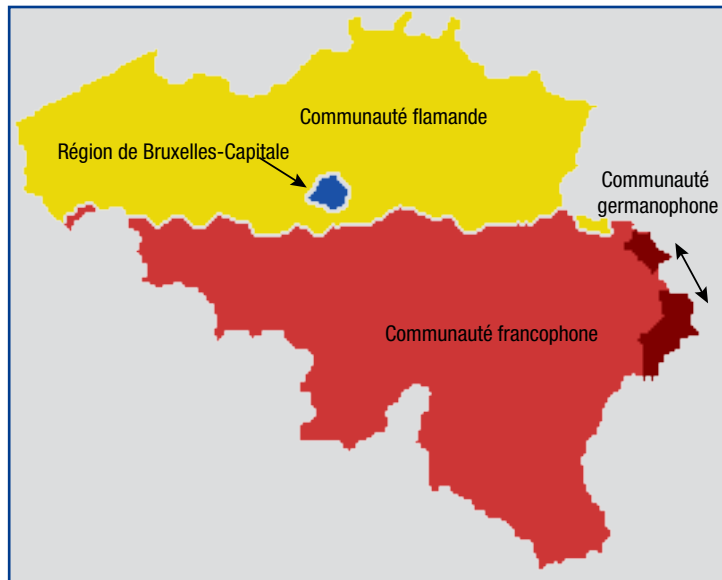 Communauté flamande
Région de Bruxelles-Capitale
Communauté
germanophone
Communauté francophone